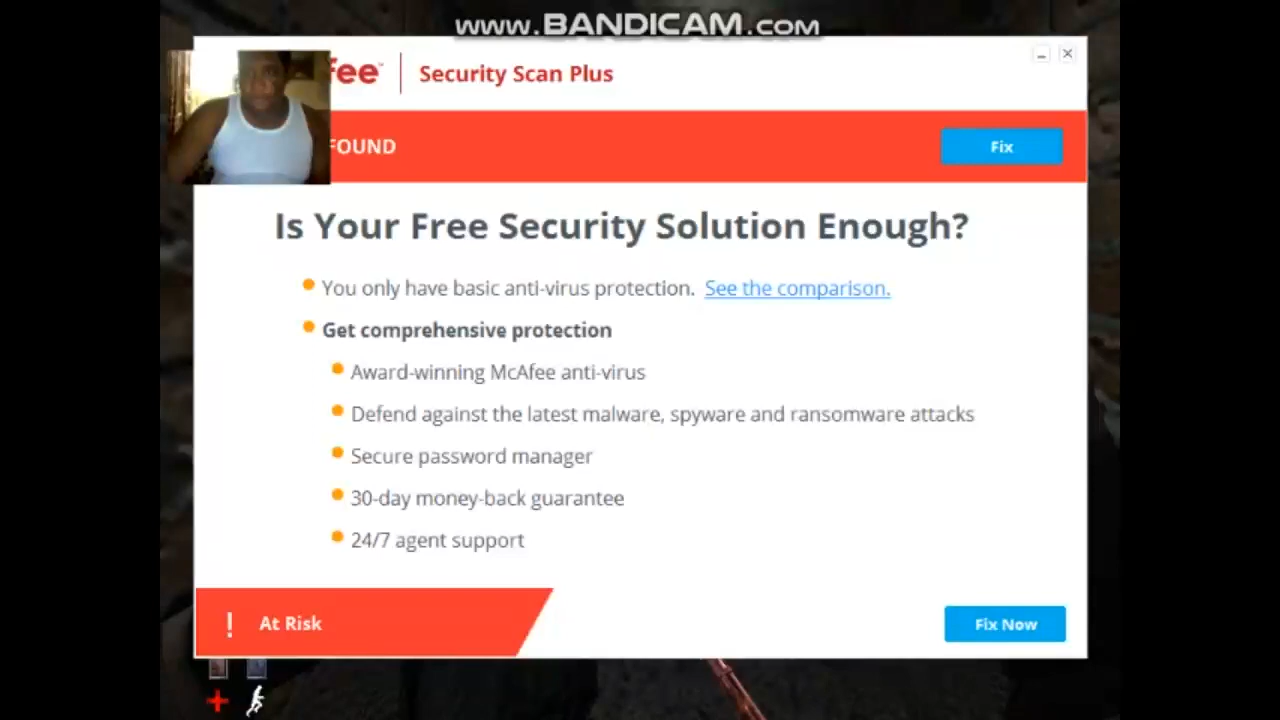 www.BANDICAM.com
fee™ Security Scan Plus
FOUND
Fix
Is Your Free Security Solution Enough?
You only have basic anti-virus protection. See the comparison.
Get comprehensive protection
Award-winning McAfee anti-virus
Defend against the latest malware, spyware and ransomware attacks
Secure password manager
30-day money-back guarantee
24/7 agent support
! At Risk
Fix Now